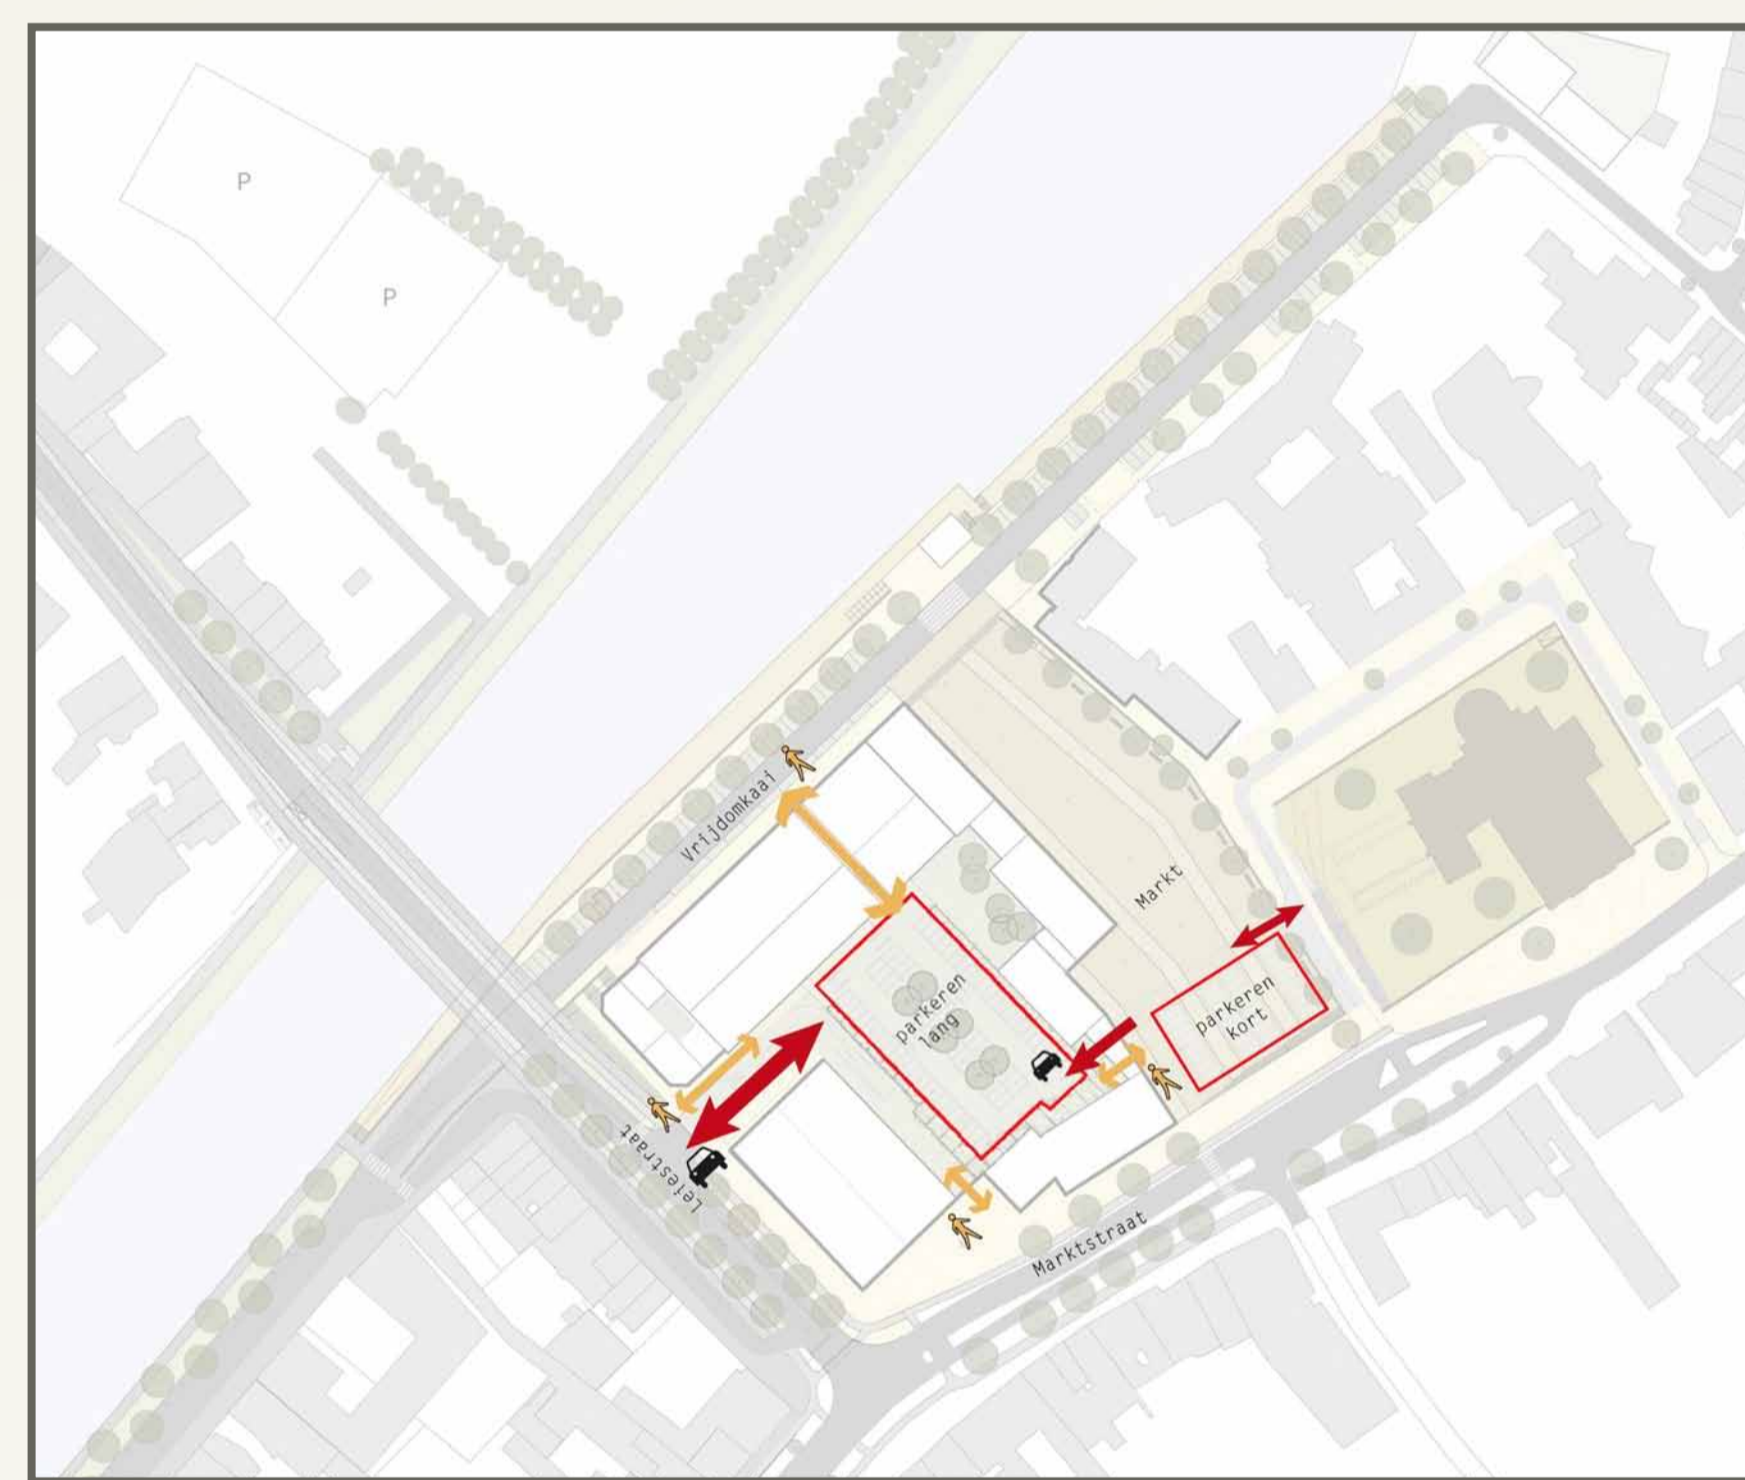 P
P
Vrijdomkaai
Markt
parkeren
lang
parkeren
kort
Leiestraat
Marktstraat